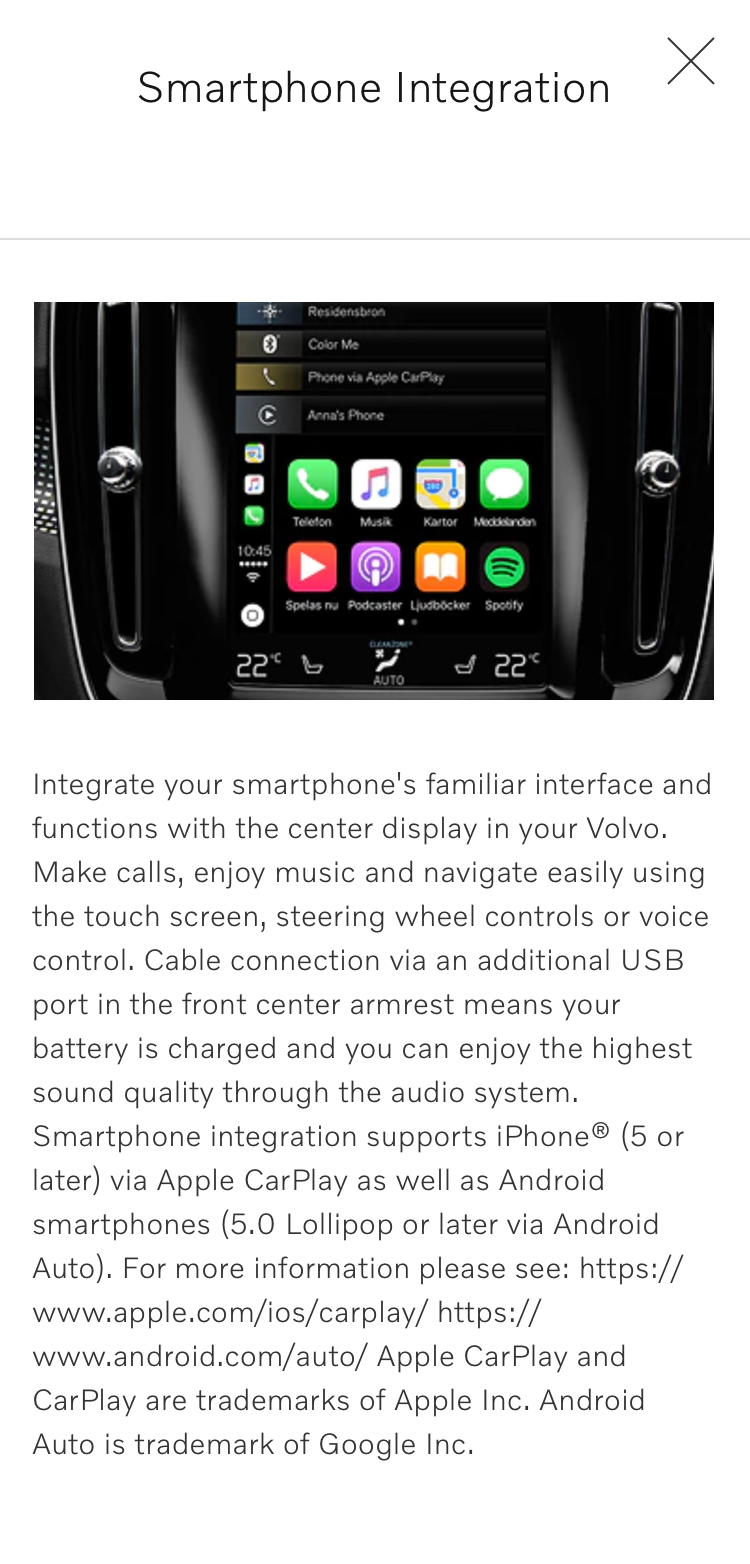 Smartphone Integration
Residensbron
Color Me
Phone via Apple CarPlay
Anna's Phone
Telefon Musik Kartor Meddelanden
10:45
Spelas nu Podcaster Ljudböcker Spotify
CLEANZONE®
22°C 22°C
AUTO
Integrate your smartphone's familiar interface and
functions with the center display in your Volvo.
Make calls, enjoy music and navigate easily using
the touch screen, steering wheel controls or voice
control. Cable connection via an additional USB
port in the front center armrest means your
battery is charged and you can enjoy the highest
sound quality through the audio system.
Smartphone integration supports iPhone® (5 or
later) via Apple CarPlay as well as Android
smartphones (5.0 Lollipop or later via Android
Auto). For more information please see: https://
www.apple.com/ios/carplay/ https://
www.android.com/auto/ Apple CarPlay and
CarPlay are trademarks of Apple Inc. Android
Auto is trademark of Google Inc.